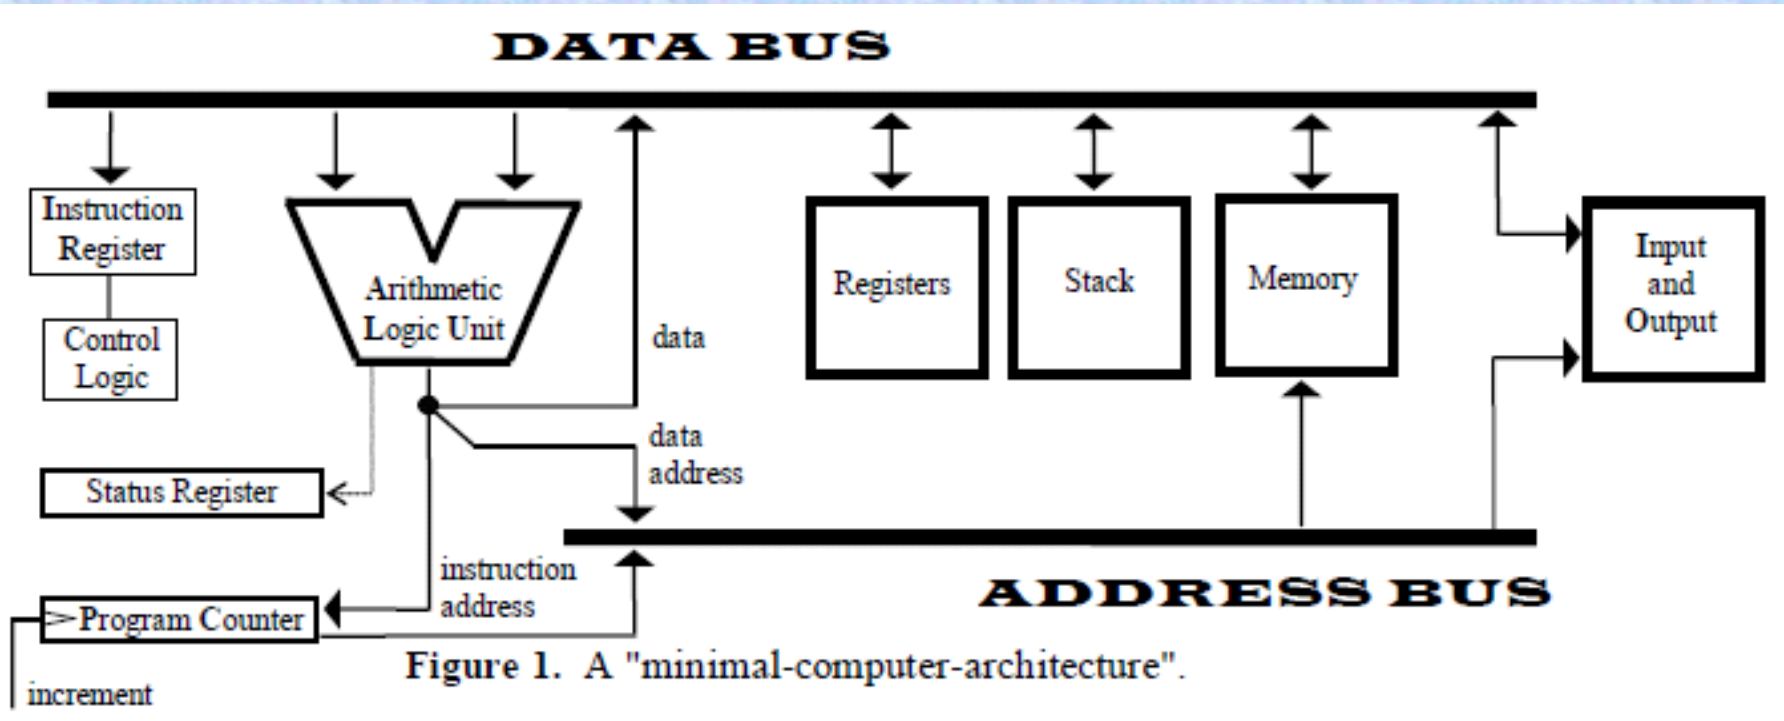 DATA BUS
Instruction
Register
Control
Logic
Arithmetic
Logic Unit
data
Registers
Stack
Memory
Input
and
Output
data
address
Status Register
instruction
address
ADDRESS BUS
Program Counter
Figure 1. A "minimal-computer-architecture".
increment